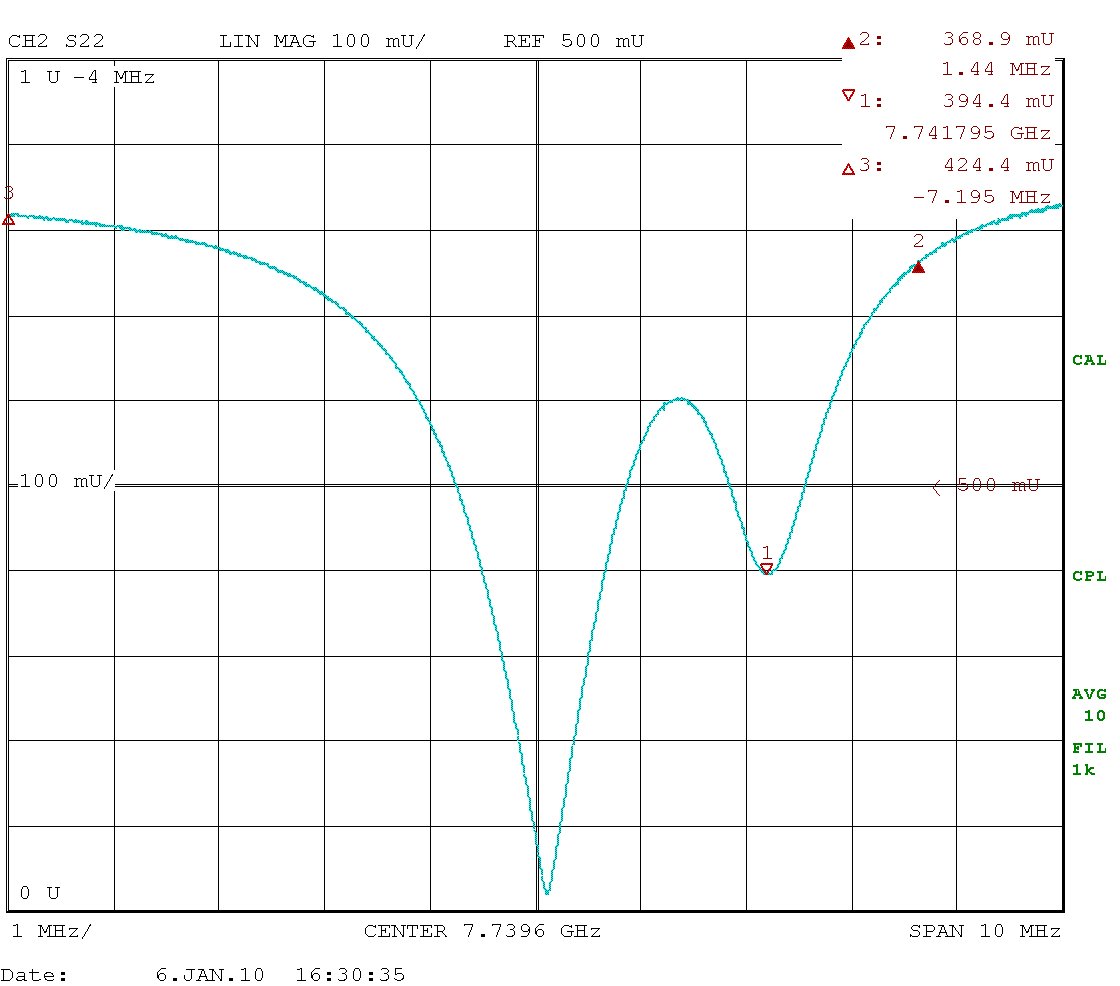 CH2 S22 LIN MAG 100 mU/ REF 500 mU
2: 368.9 mU
1.44 MHz
1: 394.4 mU
7.741795 GHz
3: 424.4 mU
-7.195 MHz
1 U -4 MHz
3
2
CAL
100 mU/
< 500 mU
1
CPL
AVG
10
FIL
1k
0 U
1 MHz/ CENTER 7.7396 GHz SPAN 10 MHz
Date: 6.JAN.10 16:30:35